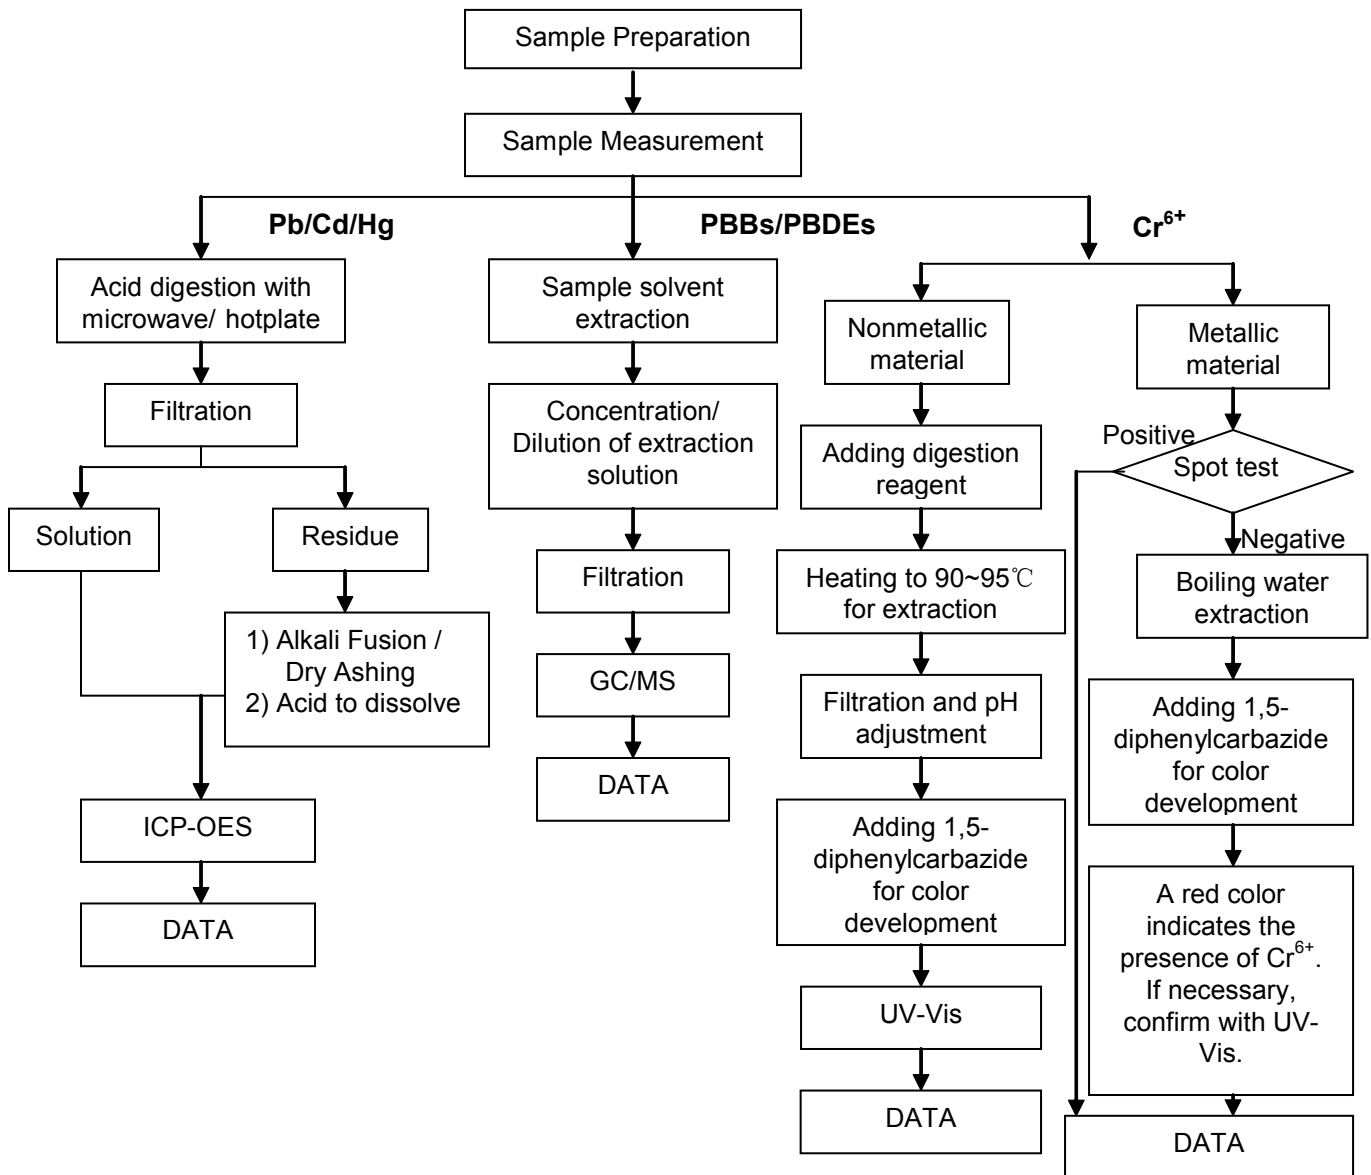 Sample Preparation
Sample Measurement
Pb/Cd/Hg
PBBs/PBDEs
Cr⁶⁺
Acid digestion with
microwave/ hotplate
Filtration
Solution
Residue
1) Alkali Fusion /
Dry Ashing
2) Acid to dissolve
ICP-OES
DATA
Sample solvent
extraction
Concentration/
Dilution of extraction
solution
Filtration
GC/MS
DATA
Nonmetallic
material
Adding digestion
reagent
Heating to 90~95℃
for extraction
Filtration and pH
adjustment
Adding 1,5-
diphenylcarbazide
for color
development
UV-Vis
DATA
Metallic
material
Positive
Spot test
Negative
Boiling water
extraction
Adding 1,5-
diphenylcarbazide
for color
development
A red color
indicates the
presence of Cr⁶⁺.
If necessary,
confirm with UV-
Vis.
DATA